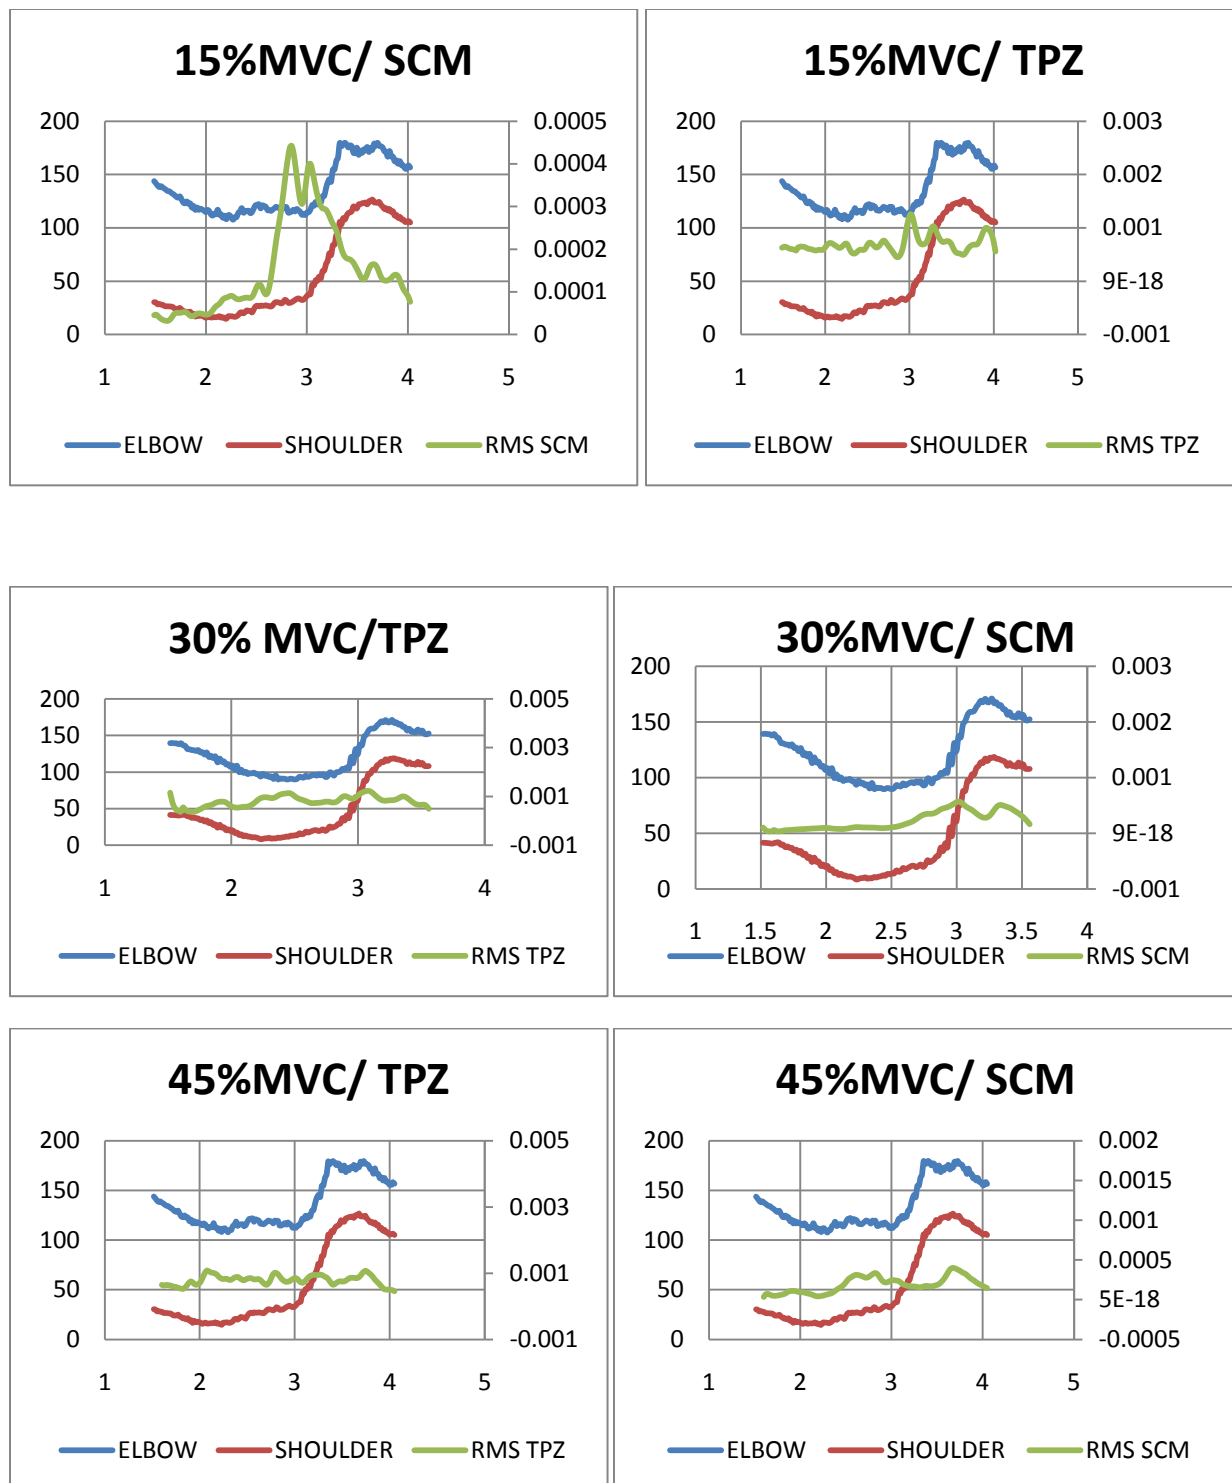 15%MVC/ SCM
200
150
100
50
0
0.0005
0.0004
0.0003
0.0002
0.0001
0
1 2 3 4 5
ELBOW SHOULDER RMS SCM
15%MVC/ TPZ
200
150
100
50
0
0.003
0.002
0.001
9E-18
-0.001
1 2 3 4 5
ELBOW SHOULDER RMS TPZ
30% MVC/TPZ
200
150
100
50
0
0.005
0.003
0.001
-0.001
1 2 3 4
ELBOW SHOULDER RMS TPZ
30%MVC/ SCM
200
150
100
50
0
0.003
0.002
0.001
9E-18
-0.001
1 1.5 2 2.5 3 3.5 4
ELBOW SHOULDER RMS SCM
45%MVC/ TPZ
200
150
100
50
0
0.005
0.003
0.001
-0.001
1 2 3 4 5
ELBOW SHOULDER RMS TPZ
45%MVC/ SCM
200
150
100
50
0
0.002
0.0015
0.001
0.0005
5E-18
-0.0005
1 2 3 4 5
ELBOW SHOULDER RMS SCM